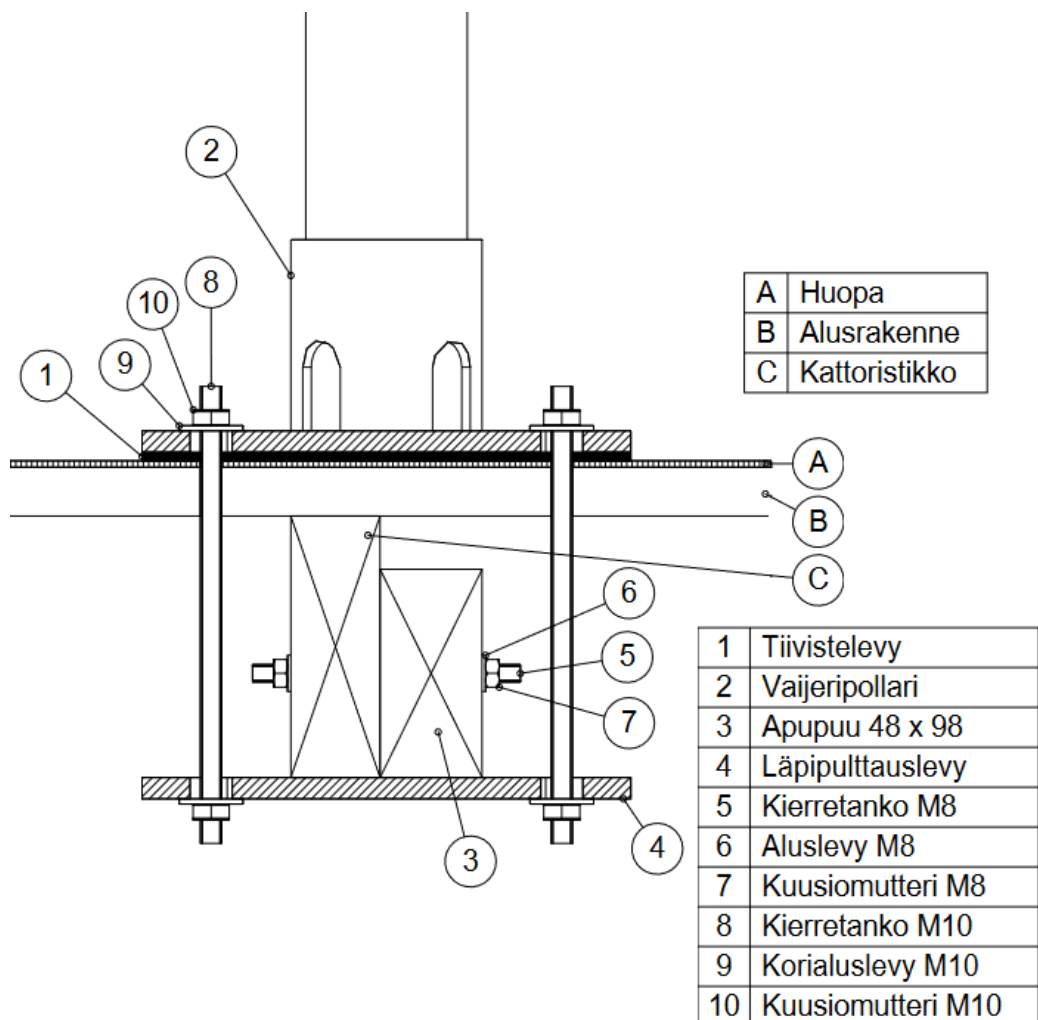 2
8
10
9
1
A Huopa
B Alusrakenne
C Kattoristikko
A
B
C
6
5
7
3
4
1 Tiivistelevy
2 Vaijeripollari
3 Apupuu 48 x 98
4 Läpipulttauslevy
5 Kierretanko M8
6 Aluslevy M8
7 Kuusiomutteri M8
8 Kierretanko M10
9 Korialuslevy M10
10 Kuusiomutteri M10